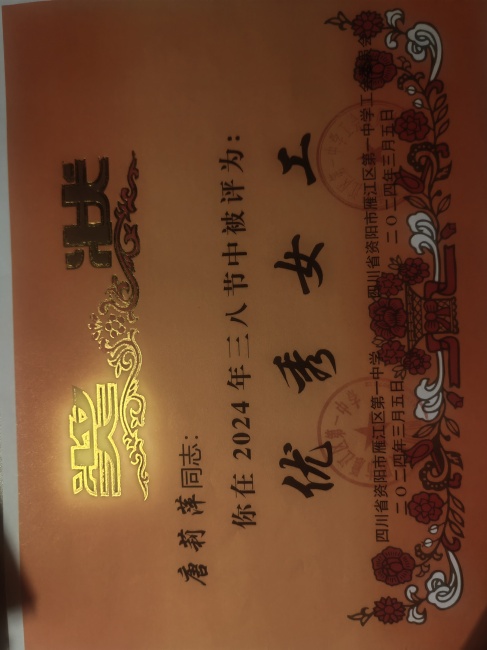 奖状
唐莉萍同志：
你在2024年三八节中被评为：
优秀女工
四川省资阳市雁江区第一中学
二〇二四年三月五日
四川省资阳市雁江区第一中学工会委员会
二〇二四年三月五日